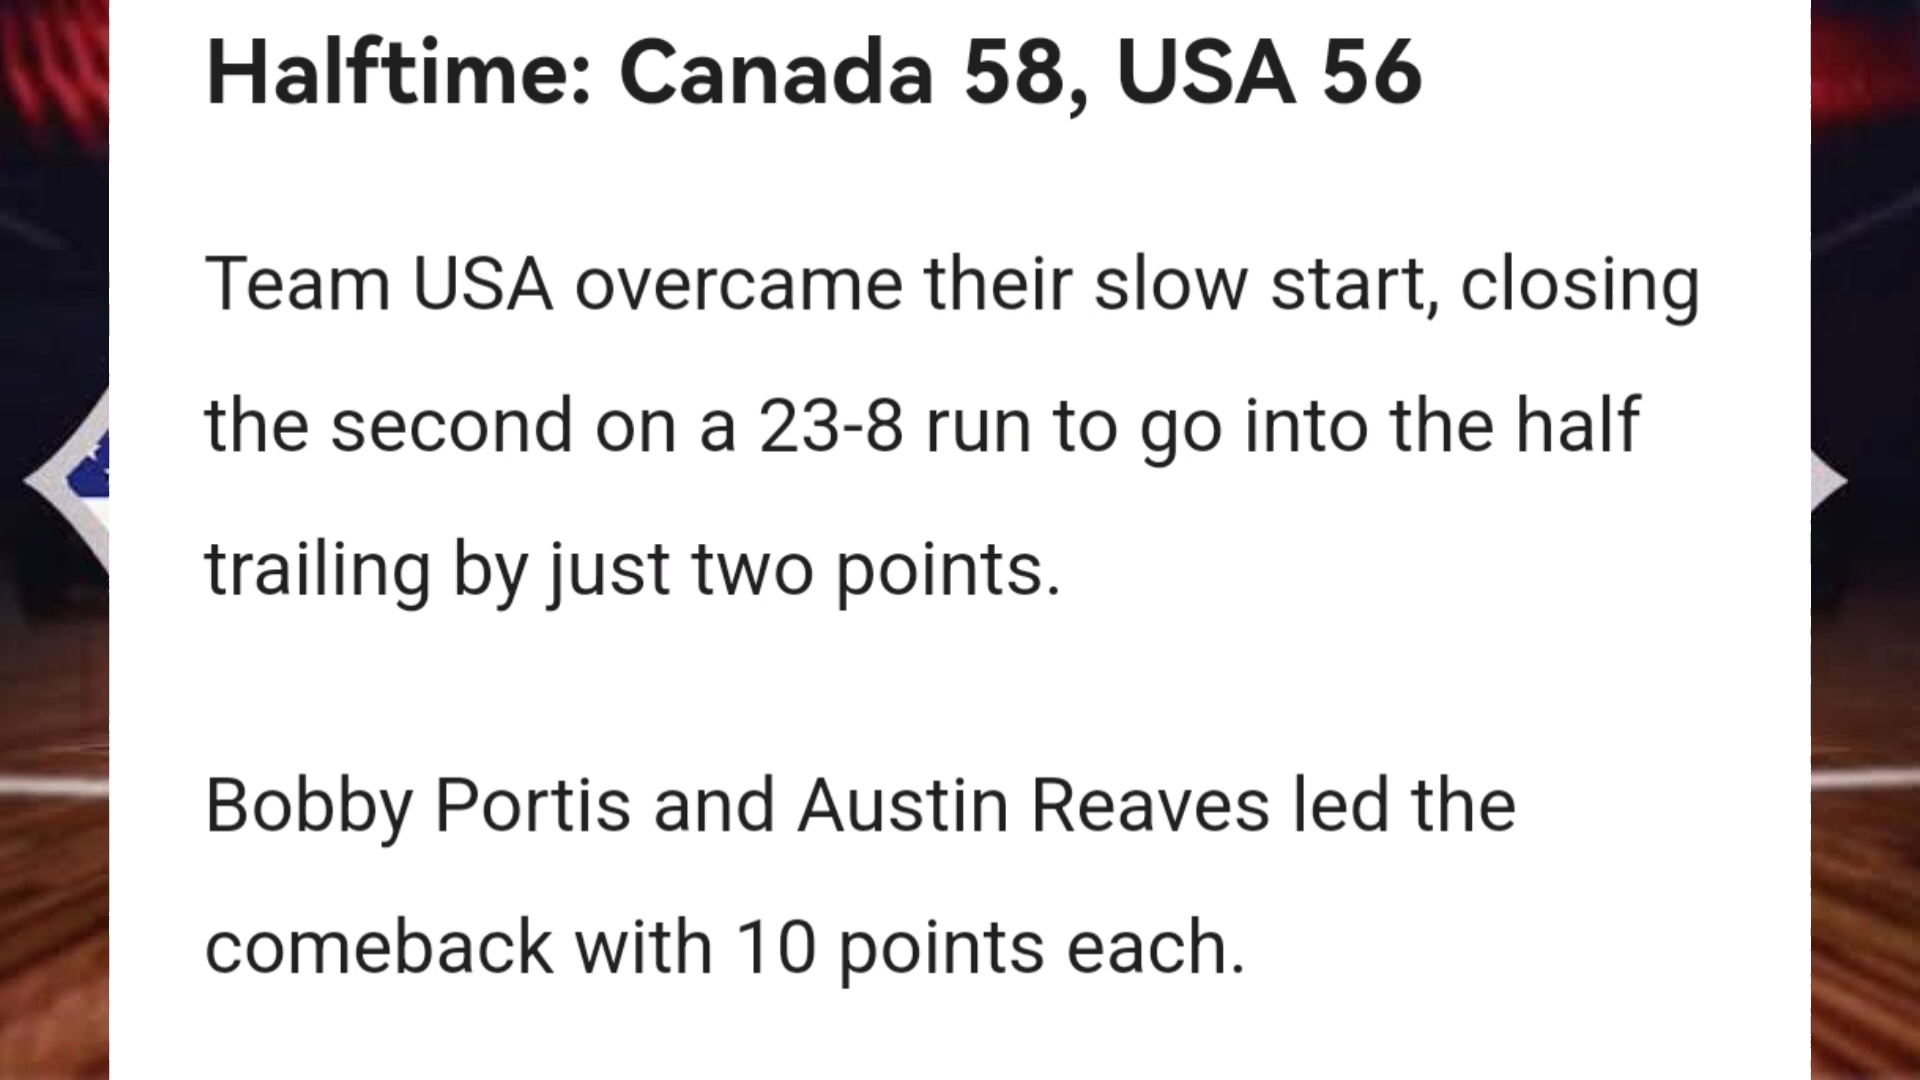 Halftime: Canada 58, USA 56
Team USA overcame their slow start, closing
the second on a 23-8 run to go into the half
trailing by just two points.
Bobby Portis and Austin Reaves led the
comeback with 10 points each.